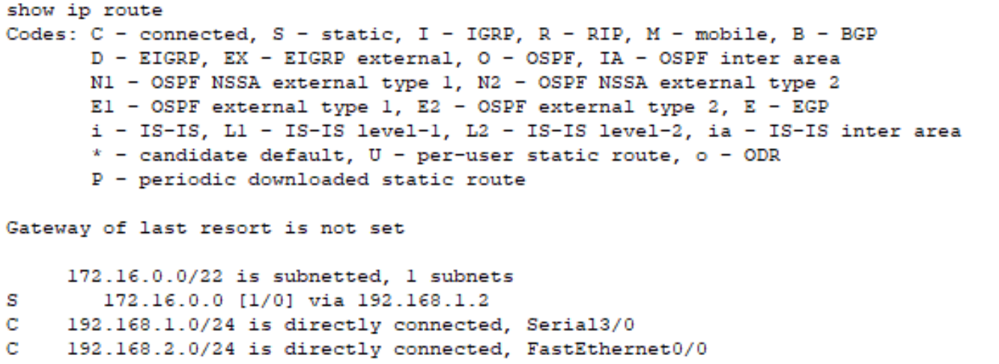 show ip route
Codes: C - connected, S - static, I - IGRP, R - RIP, M - mobile, B - BGP
       D - EIGRP, EX - EIGRP external, O - OSPF, IA - OSPF inter area
       N1 - OSPF NSSA external type 1, N2 - OSPF NSSA external type 2
       E1 - OSPF external type 1, E2 - OSPF external type 2, E - EGP
       i - IS-IS, L1 - IS-IS level-1, L2 - IS-IS level-2, ia - IS-IS inter area
       * - candidate default, U - per-user static route, o - ODR
       P - periodic downloaded static route

Gateway of last resort is not set

     172.16.0.0/22 is subnetted, 1 subnets
S       172.16.0.0 [1/0] via 192.168.1.2
C    192.168.1.0/24 is directly connected, Serial3/0
C    192.168.2.0/24 is directly connected, FastEthernet0/0